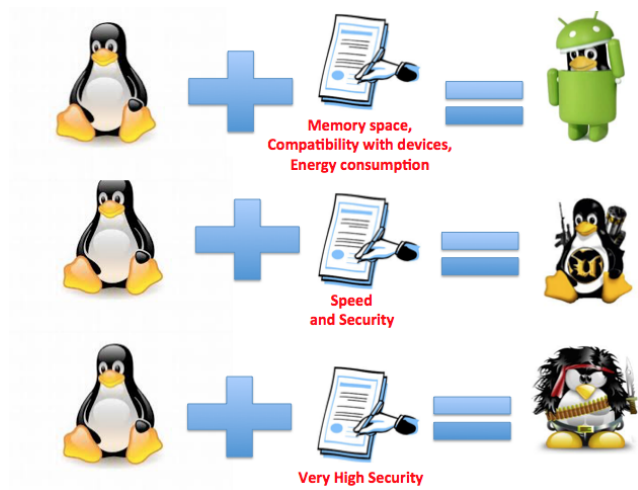 Memory space,
Compatibility with devices,
Energy consumption
Speed
and Security
Very High Security